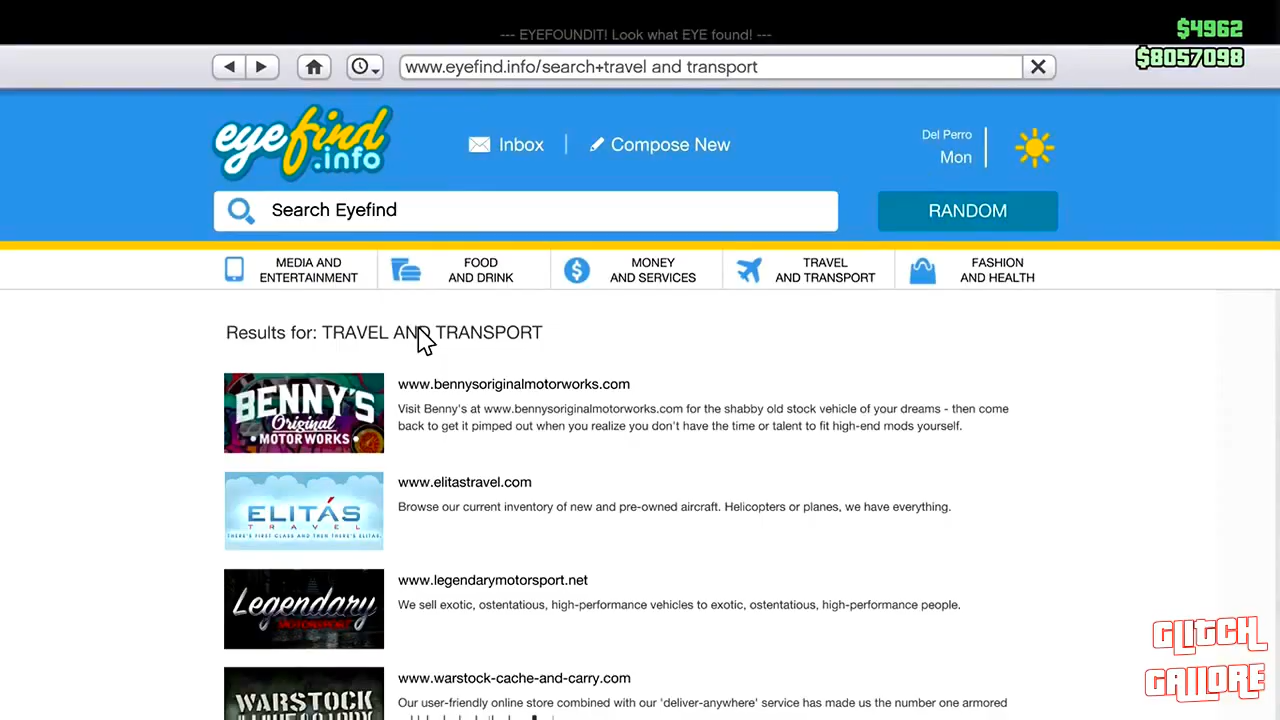 --- EYEFOUNDIT! Look what EYE found! ---
$4962
$8057098
www.eyefind.info/search+travel and transport
eyefind
.info
Inbox
Compose New
Del Perro
Mon
Search Eyefind
RANDOM
MEDIA AND
ENTERTAINMENT
FOOD
AND DRINK
MONEY
AND SERVICES
TRAVEL
AND TRANSPORT
FASHION
AND HEALTH
Results for: TRAVEL AND TRANSPORT
BENNY'S
Original
MOTOR WORKS
www.bennysoriginalmotorworks.com
Visit Benny's at www.bennysoriginalmotorworks.com for the shabby old stock vehicle of your dreams - then come
back to get it pimped out when you realize you don't have the time or talent to fit high-end mods yourself.
ELITÁS
TRAVEL
THERE'S FIRST CLASS AND THEN THERE'S ELITAS.
www.elitastravel.com
Browse our current inventory of new and pre-owned aircraft. Helicopters or planes, we have everything.
Legendary
MOTORSPORT
www.legendarymotorsport.net
We sell exotic, ostentatious, high-performance vehicles to exotic, ostentatious, high-performance people.
WARSTOCK
www.warstock-cache-and-carry.com
Our user-friendly online store combined with our 'deliver-anywhere' service has made us the number one armored
GLITCH
GALLORE